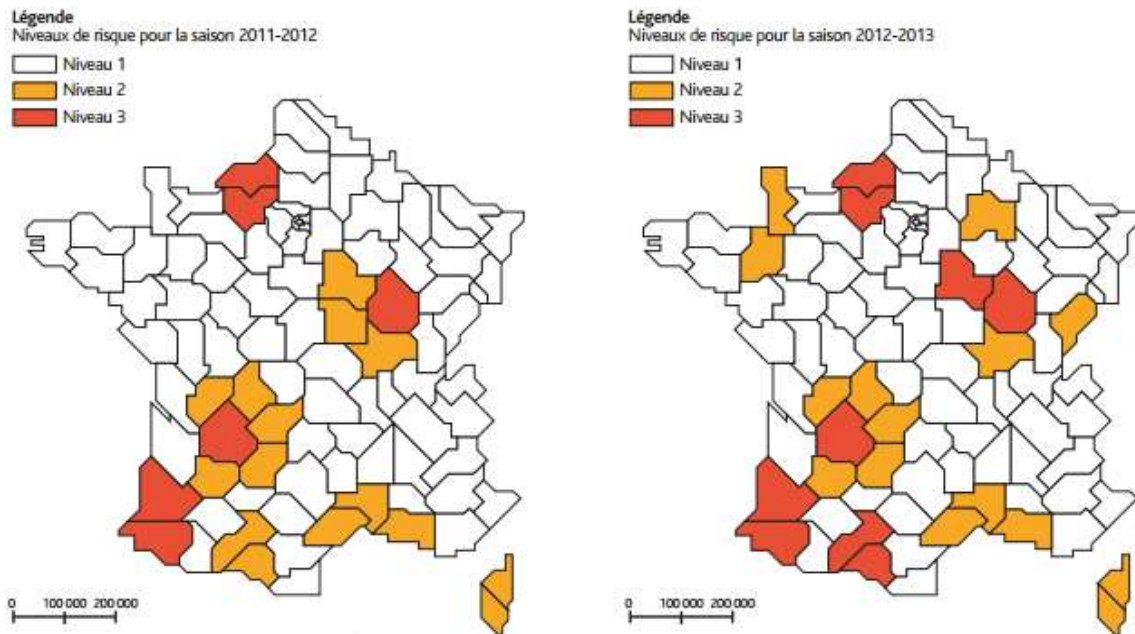 Légende
Niveaux de risque pour la saison 2011-2012
Niveau 1
Niveau 2
Niveau 3
0 100 000 200 000
Légende
Niveaux de risque pour la saison 2012-2013
Niveau 1
Niveau 2
Niveau 3
0 100 000 200 000